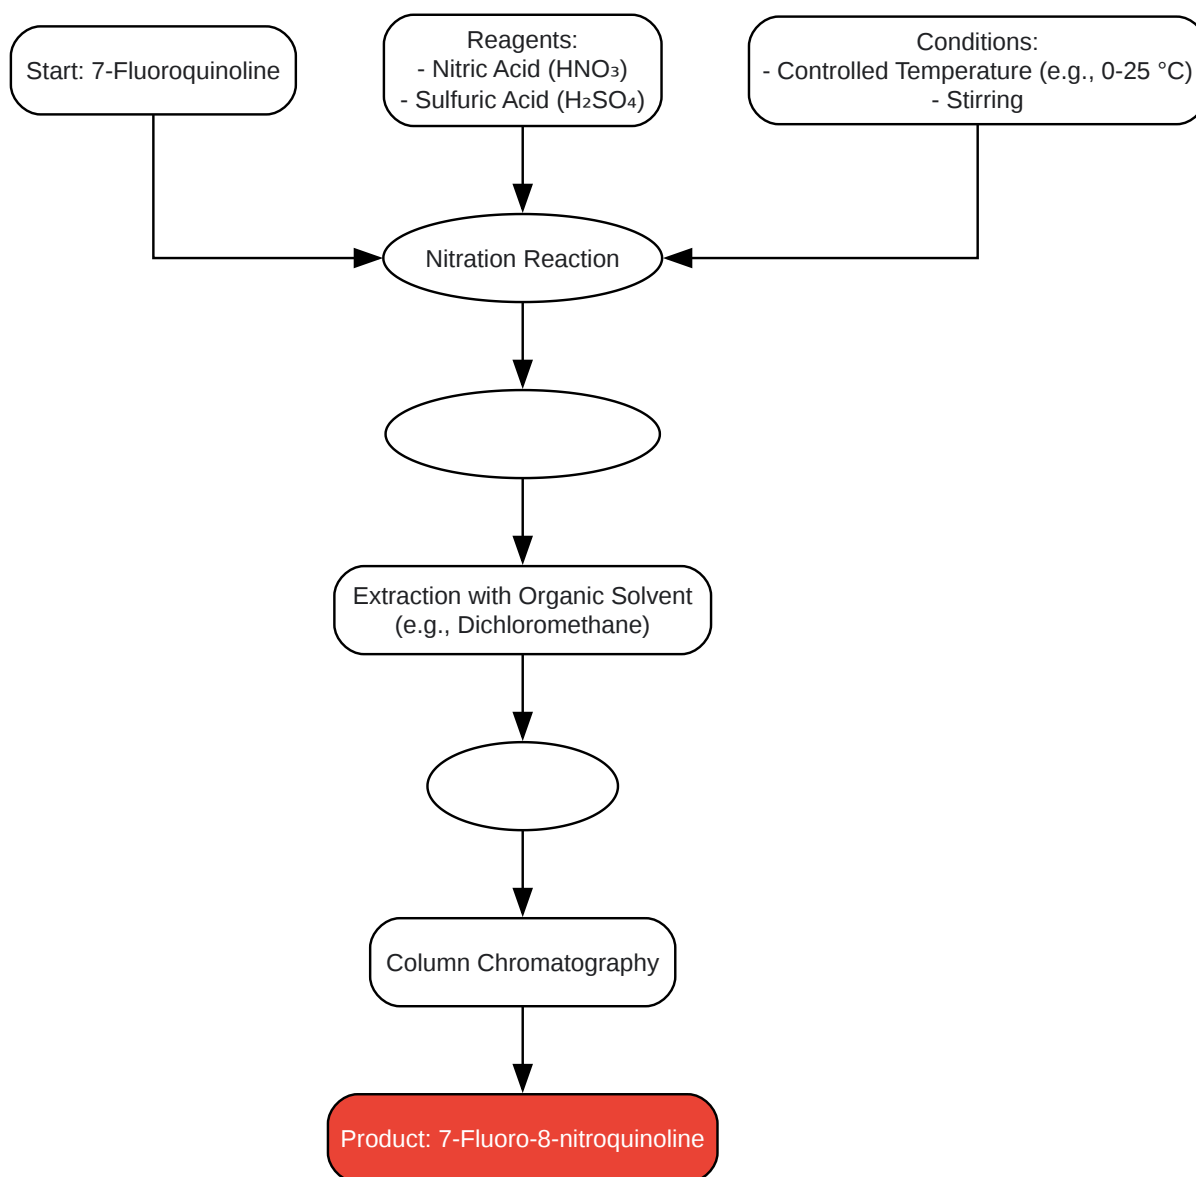 Start: 7-Fluoroquinoline
Reagents:
- Nitric Acid (HNO₃)
- Sulfuric Acid (H₂SO₄)
Conditions:
- Controlled Temperature (e.g., 0-25 °C)
- Stirring
Nitration Reaction
Extraction with Organic Solvent
(e.g., Dichloromethane)
Column Chromatography
Product: 7-Fluoro-8-nitroquinoline